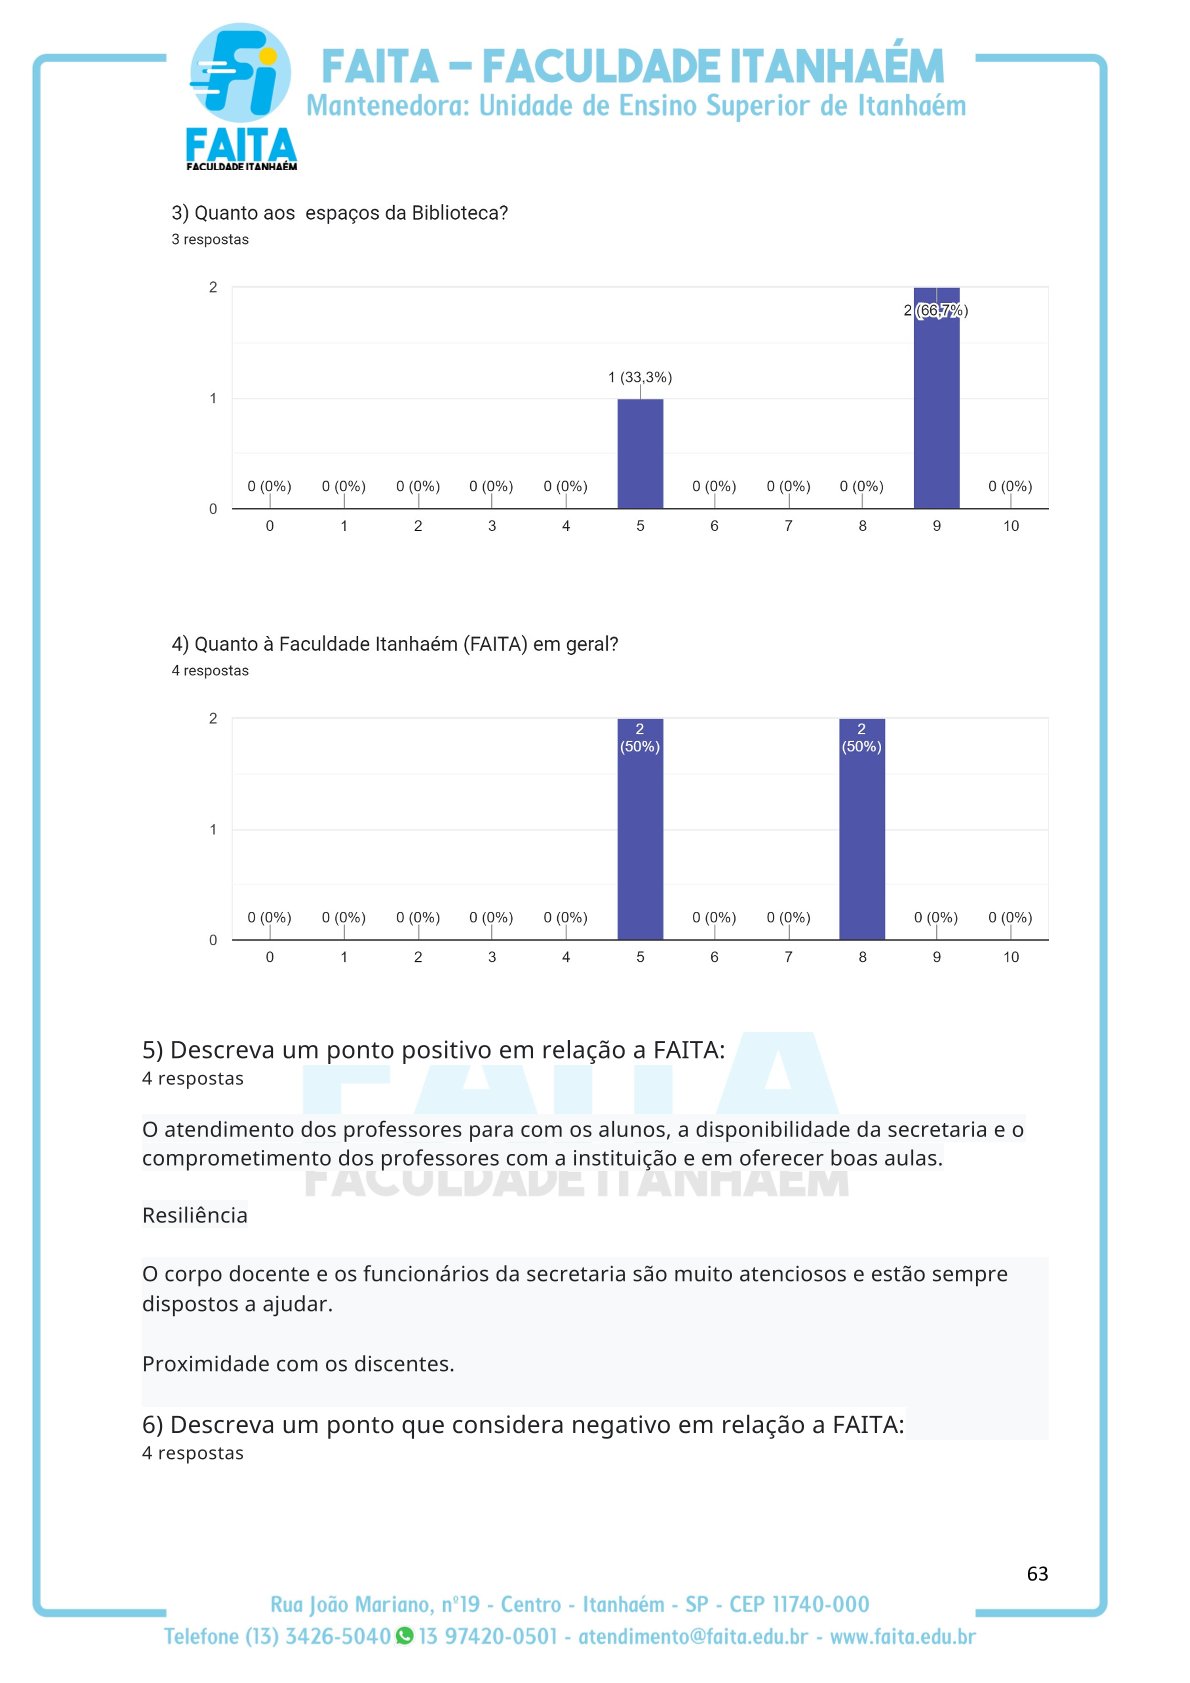 FAITA – FACULDADE ITANHAÉM
Mantenedora: Unidade de Ensino Superior de Itanhaém
Fi
FAITA
FACULDADE ITANHAÉM
3) Quanto aos  espaços da Biblioteca?
3 respostas
2
2 (66,7%)
1 (33,3%)
1
0 (0%) 0 (0%) 0 (0%) 0 (0%) 0 (0%) 0 (0%) 0 (0%) 0 (0%) 0 (0%)
0
0 1 2 3 4 5 6 7 8 9 10
4) Quanto à Faculdade Itanhaém (FAITA) em geral?
4 respostas
2
2 2
(50%) (50%)
1
0 (0%) 0 (0%) 0 (0%) 0 (0%) 0 (0%) 0 (0%) 0 (0%) 0 (0%) 0 (0%)
0
0 1 2 3 4 5 6 7 8 9 10
5) Descreva um ponto positivo em relação a FAITA:
4 respostas
FAITA
O atendimento dos professores para com os alunos, a disponibilidade da secretaria e o
comprometimento dos professores com a instituição e em oferecer boas aulas.
FACULDADE ITANHAÉM
Resiliência
O corpo docente e os funcionários da secretaria são muito atenciosos e estão sempre
dispostos a ajudar.
Proximidade com os discentes.
6) Descreva um ponto que considera negativo em relação a FAITA:
4 respostas
63
Rua João Mariano, nº19 - Centro - Itanhaém - SP - CEP 11740-000
Telefone (13) 3426-5040 13 97420-0501 - atendimento@faita.edu.br - www.faita.edu.br